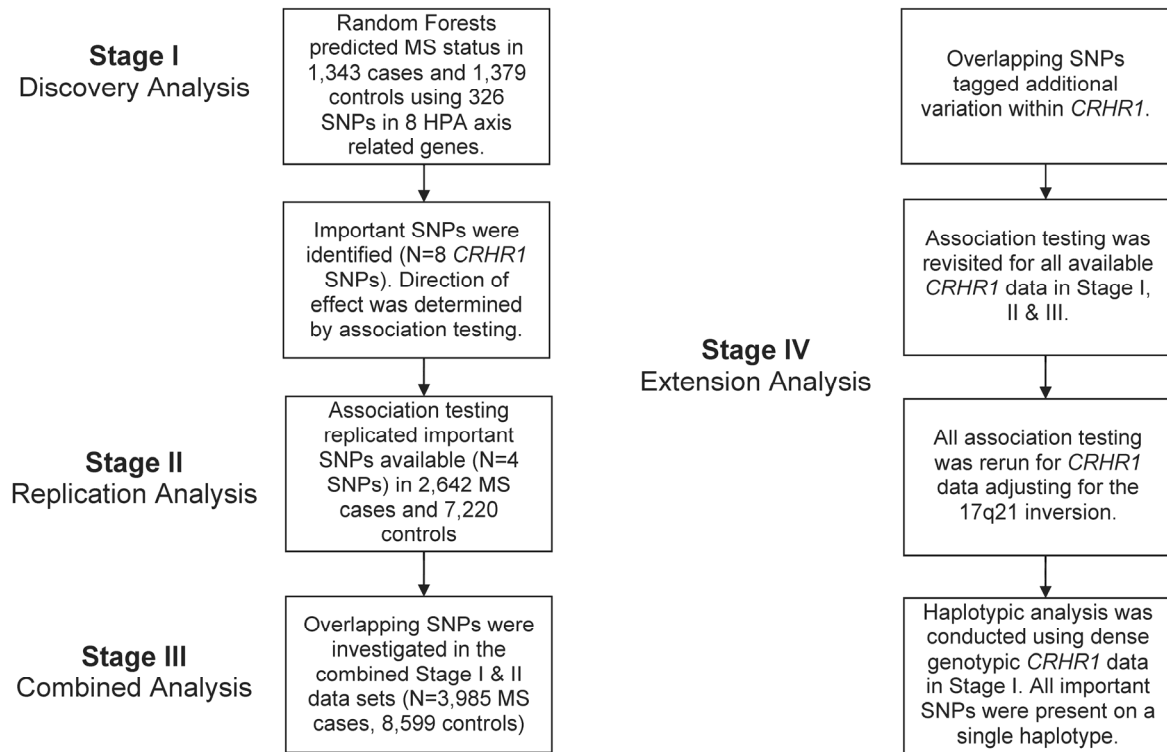 Stage I
Discovery Analysis
Random Forests
predicted MS status in
1,343 cases and 1,379
controls using 326
SNPs in 8 HPA axis
related genes.
Important SNPs were
identified (N=8 CRHR1
SNPs). Direction of
effect was determined
by association testing.
Stage II
Replication Analysis
Association testing
replicated important
SNPs available (N=4
SNPs) in 2,642 MS
cases and 7,220
controls
Stage III
Combined Analysis
Overlapping SNPs were
investigated in the
combined Stage I & II
data sets (N=3,985 MS
cases, 8,599 controls)
Stage IV
Extension Analysis
Overlapping SNPs
tagged additional
variation within CRHR1.
Association testing was
revisited for all available
CRHR1 data in Stage I,
II & III.
All association testing
was rerun for CRHR1
data adjusting for the
17q21 inversion.
Haplotypic analysis was
conducted using dense
genotypic CRHR1 data
in Stage I. All important
SNPs were present on a
single haplotype.